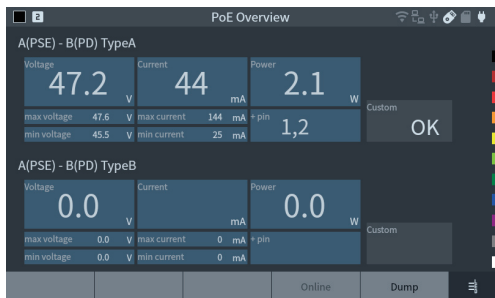 2 PoE Overview
A(PSE) - B(PD) TypeA
Voltage Current Power
47.2 V 44 mA 2.1 W
Custom
OK
max voltage 47.6 V max current 144 mA + pin
1,2
min voltage 45.5 V min current 25 mA
A(PSE) - B(PD) TypeB
Voltage Current Power
0.0 V mA 0.0 W
Custom
max voltage 0.0 V max current 0 mA + pin
min voltage 0.0 V min current 0 mA
Online Dump